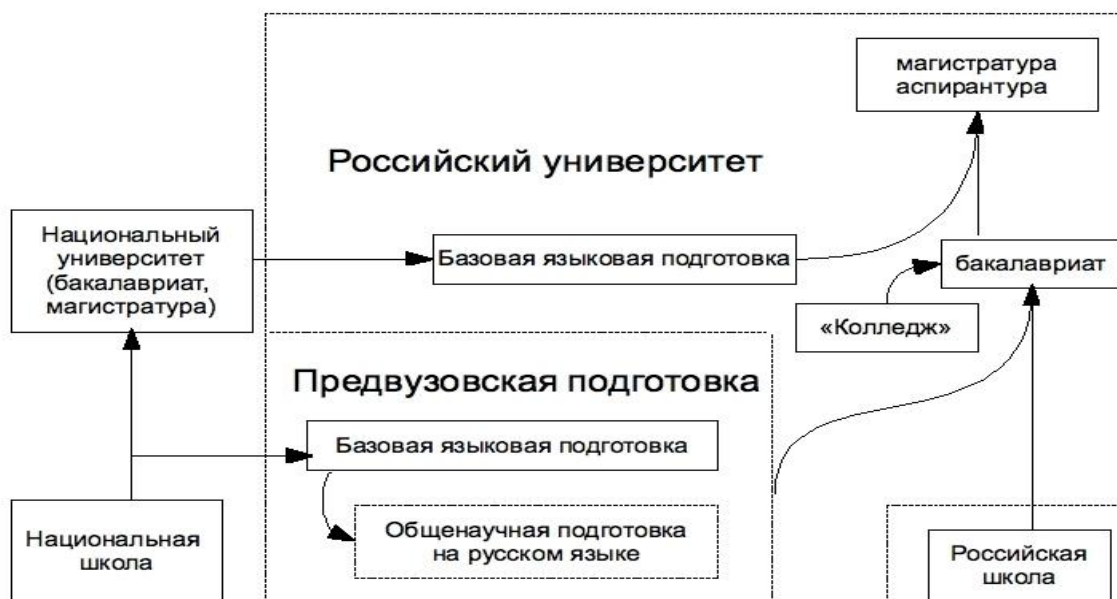 магистратура
аспирантура
Российский университет
Национальный
университет
(бакалавриат,
магистратура)
Базовая языковая подготовка
бакалавриат
«Колледж»
Предвузовская подготовка
Базовая языковая подготовка
Общенаучная подготовка
на русском языке
Национальная
школа
Российская
школа